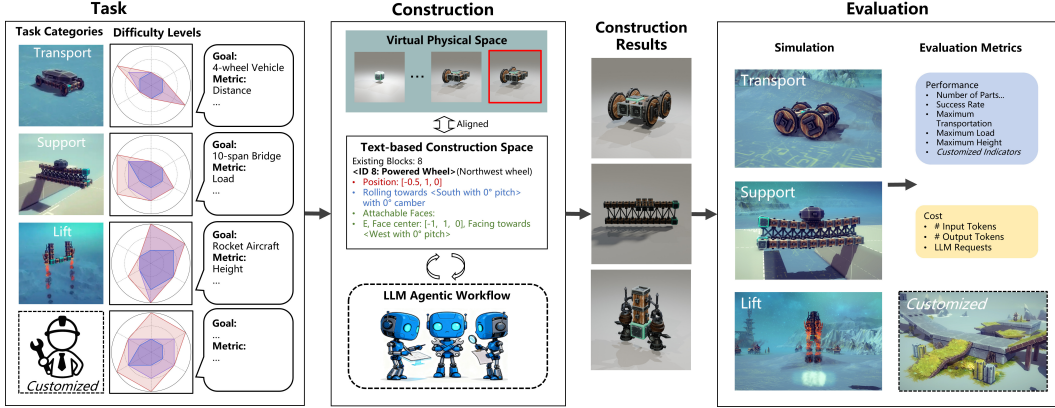 Task
Task Categories
Difficulty Levels
Transport
Goal:
4-wheel Vehicle
Metric:
Distance
...
Support
Goal:
10-span Bridge
Metric:
Load
...
Lift
Goal:
Rocket Aircraft
Metric:
Height
...
Customized
Goal:
...
Metric:
...
Construction
Virtual Physical Space
...
Aligned
Text-based Construction Space
Existing Blocks: 8
<ID 8: Powered Wheel>(Northwest wheel)
• Position: [-0.5, 1, 0]
• Rolling towards <South with 0° pitch>
with 0° camber
• Attachable Faces:
• E, Face center: [-1, 1, 0], Facing towards
<West with 0° pitch>
LLM Agentic Workflow
Construction
Results
Evaluation
Simulation
Transport
Support
Lift
Customized
Evaluation Metrics
Performance
• Number of Parts...
• Success Rate
• Maximum
Transportation
• Maximum Load
• Maximum Height
• Customized Indicators
Cost
• # Input Tokens
• # Output Tokens
• LLM Requests